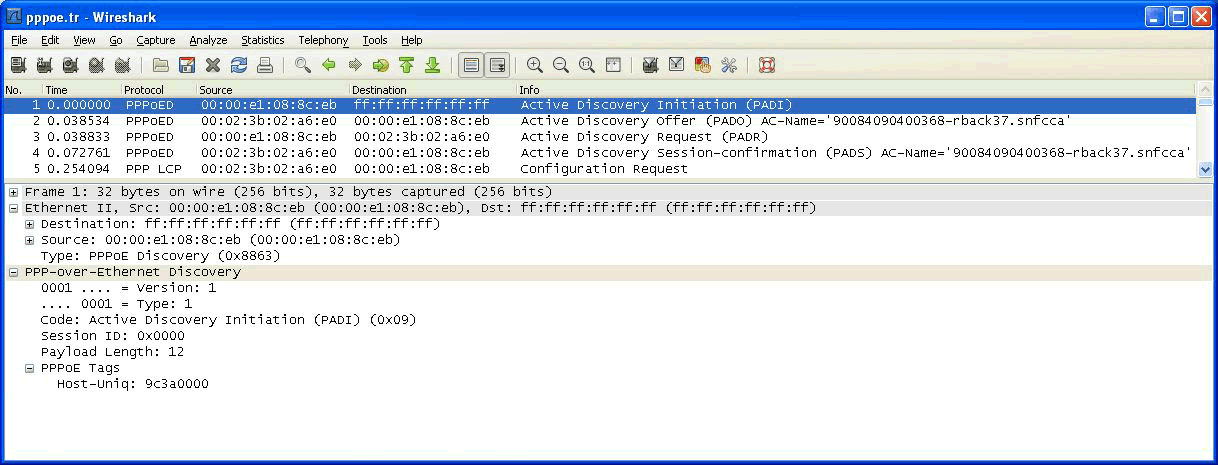 pppoe.tr - Wireshark
File Edit View Go Capture Analyze Statistics Telephony Tools Help
No. Time Protocol Source Destination Info
1 0.000000 PPPoED 00:00:e1:08:8c:eb ff:ff:ff:ff:ff:ff Active Discovery Initiation (PADI)
2 0.038534 PPPoED 00:02:3b:02:a6:e0 00:00:e1:08:8c:eb Active Discovery Offer (PADO) AC-Name='90084090400368-rback37.snfcca'
3 0.038833 PPPoED 00:00:e1:08:8c:eb 00:02:3b:02:a6:e0 Active Discovery Request (PADR)
4 0.072761 PPPoED 00:02:3b:02:a6:e0 00:00:e1:08:8c:eb Active Discovery Session-confirmation (PADS) AC-Name='90084090400368-rback37.snfcca'
5 0.254094 PPP LCP 00:02:3b:02:a6:e0 00:00:e1:08:8c:eb Configuration Request
Frame 1: 32 bytes on wire (256 bits), 32 bytes captured (256 bits)
Ethernet II, Src: 00:00:e1:08:8c:eb (00:00:e1:08:8c:eb), Dst: ff:ff:ff:ff:ff:ff (ff:ff:ff:ff:ff:ff)
Destination: ff:ff:ff:ff:ff:ff (ff:ff:ff:ff:ff:ff)
Source: 00:00:e1:08:8c:eb (00:00:e1:08:8c:eb)
Type: PPPoE Discovery (0x8863)
PPP-over-Ethernet Discovery
0001 .... = Version: 1
.... 0001 = Type: 1
Code: Active Discovery Initiation (PADI) (0x09)
Session ID: 0x0000
Payload Length: 12
PPPoE Tags
Host-Uniq: 9c3a0000